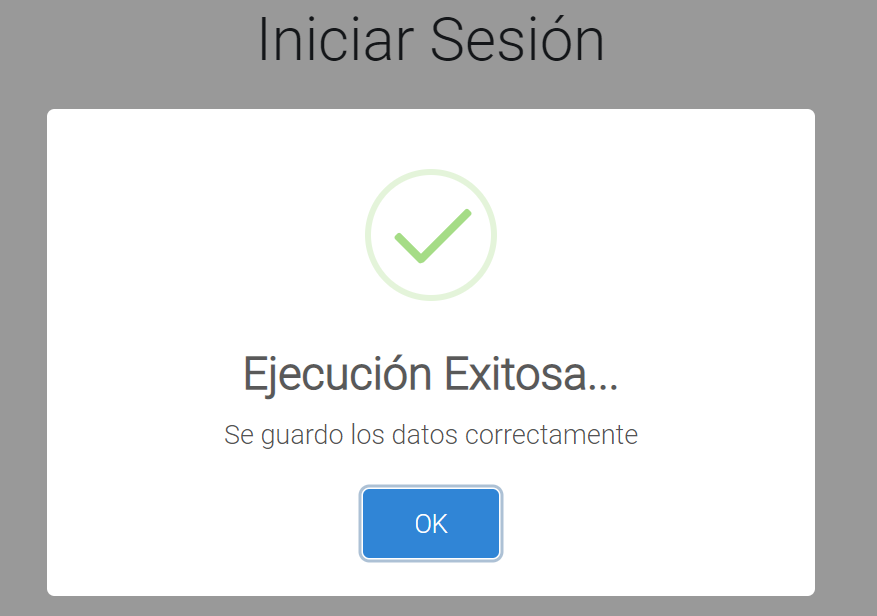 Iniciar Sesión
Ejecución Exitosa...
Se guardo los datos correctamente
OK